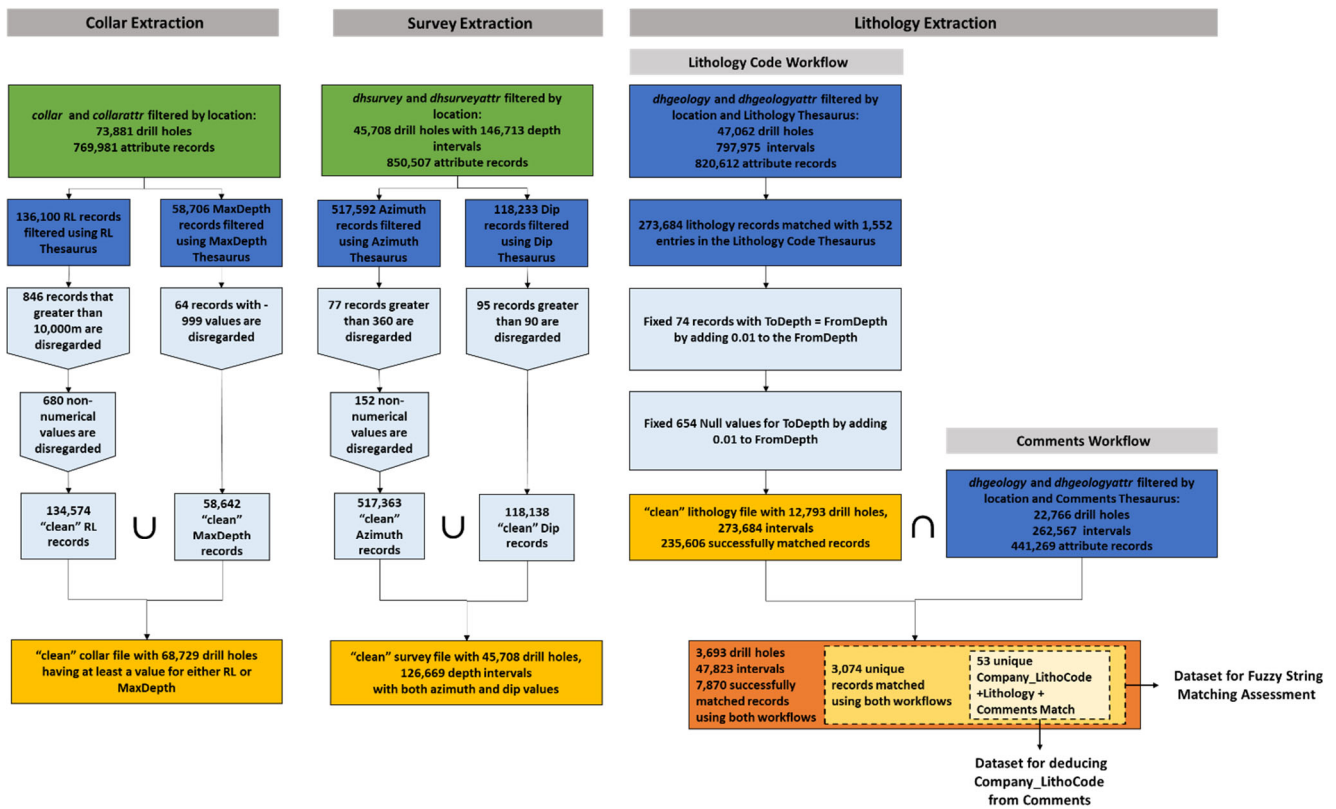 Collar Extraction
collar and collarattr filtered by location:
73,881 drill holes
769,981 attribute records
136,100 RL records
filtered using RL
Thesaurus
58,706 MaxDepth
records filtered
using MaxDepth
Thesaurus
846 records that
greater than
10,000m are
disregarded
64 records with -
999 values are
disregarded
680 non-
numerical
values are
disregarded
134,574
“clean” RL
records
∪
58,642
“clean”
MaxDepth
records
“clean” collar file with 68,729 drill holes
having at least a value for either RL or
MaxDepth
Survey Extraction
dhsurvey and dhsurveyattr filtered by
location:
45,708 drill holes with 146,713 depth
intervals
850,507 attribute records
517,592 Azimuth
records filtered
using Azimuth
Thesaurus
118,233 Dip
records filtered
using Dip
Thesaurus
77 records greater
than 360 are
disregarded
95 records
greater than 90 are
disregarded
152 non-
numerical
values are
disregarded
517,363
“clean”
Azimuth
records
∪
118,138
“clean” Dip
records
“clean” survey file with 45,708 drill holes,
126,669 depth intervals
with both azimuth and dip values
Lithology Extraction
Lithology Code Workflow
dhgeology and dhgeologyattr filtered by
location and Lithology Thesaurus:
47,062 drill holes
797,975 intervals
820,612 attribute records
273,684 lithology records matched with 1,552
entries in the Lithology Code Thesaurus
Fixed 74 records with ToDepth = FromDepth
by adding 0.01 to the FromDepth
Fixed 654 Null values for ToDepth by adding
0.01 to FromDepth
“clean” lithology file with 12,793 drill holes,
273,684 intervals
235,606 successfully matched records
∩
Comments Workflow
dhgeology and dhgeologyattr filtered by
location and Comments Thesaurus:
22,766 drill holes
262,567 intervals
441,269 attribute records
3,693 drill holes
47,823 intervals
7,870 successfully
matched records
using both workflows
3,074 unique
records matched
using both workflows
53 unique
Company_LithoCode
+Lithology +
Comments Match
Dataset for Fuzzy String
Matching Assessment
Dataset for deducing
Company_LithoCode
from Comments